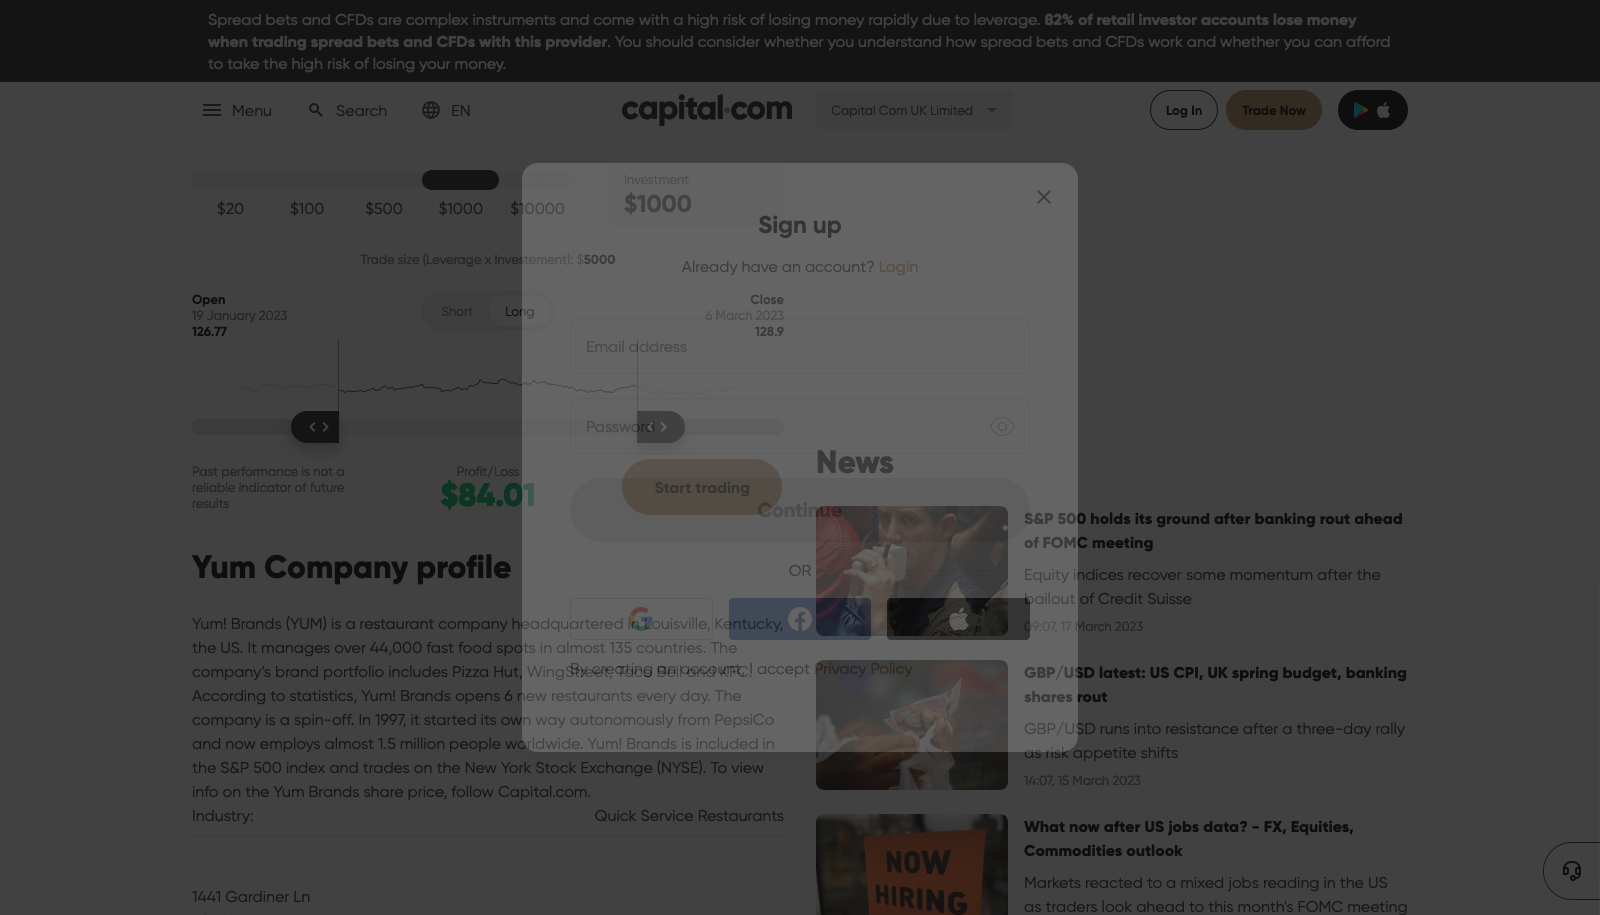 Spread bets and CFDs are complex instruments and come with a high risk of losing money rapidly due to leverage. 82% of retail investor accounts lose money
when trading spread bets and CFDs with this provider. You should consider whether you understand how spread bets and CFDs work and whether you can afford
to take the high risk of losing your money.
Menu
Search
EN
capital.com
Capital Com UK Limited
Log In
Trade Now
$20
$100
$500
$1000
$10000
Investment
$1000
Trade size (Leverage x Investement): $5000
Open
19 January 2023
126.77
Short
Long
Close
6 March 2023
128.9
Past performance is not a
reliable indicator of future
results
Profit/Loss
$84.01
Start trading
Sign up
Already have an account? Login
Email address
Password
Continue
OR
By creating an account, I accept Privacy Policy
Yum Company profile
Yum! Brands (YUM) is a restaurant company headquartered in Louisville, Kentucky,
the US. It manages over 44,000 fast food spots in almost 135 countries. The
company's brand portfolio includes Pizza Hut, WingStreet, Taco Bell and KFC.
According to statistics, Yum! Brands opens 6 new restaurants every day. The
company is a spin-off. In 1997, it started its own way autonomously from PepsiCo
and now employs almost 1.5 million people worldwide. Yum! Brands is included in
the S&P 500 index and trades on the New York Stock Exchange (NYSE). To view
info on the Yum Brands share price, follow Capital.com.
Industry:
Quick Service Restaurants
1441 Gardiner Ln
News
S&P 500 holds its ground after banking rout ahead
of FOMC meeting
Equity indices recover some momentum after the
bailout of Credit Suisse
09:07, 17 March 2023
GBP/USD latest: US CPI, UK spring budget, banking
shares rout
GBP/USD runs into resistance after a three-day rally
as risk appetite shifts
14:07, 15 March 2023
NOW
HIRING
What now after US jobs data? - FX, Equities,
Commodities outlook
Markets reacted to a mixed jobs reading in the US
as traders look ahead to this month's FOMC meeting